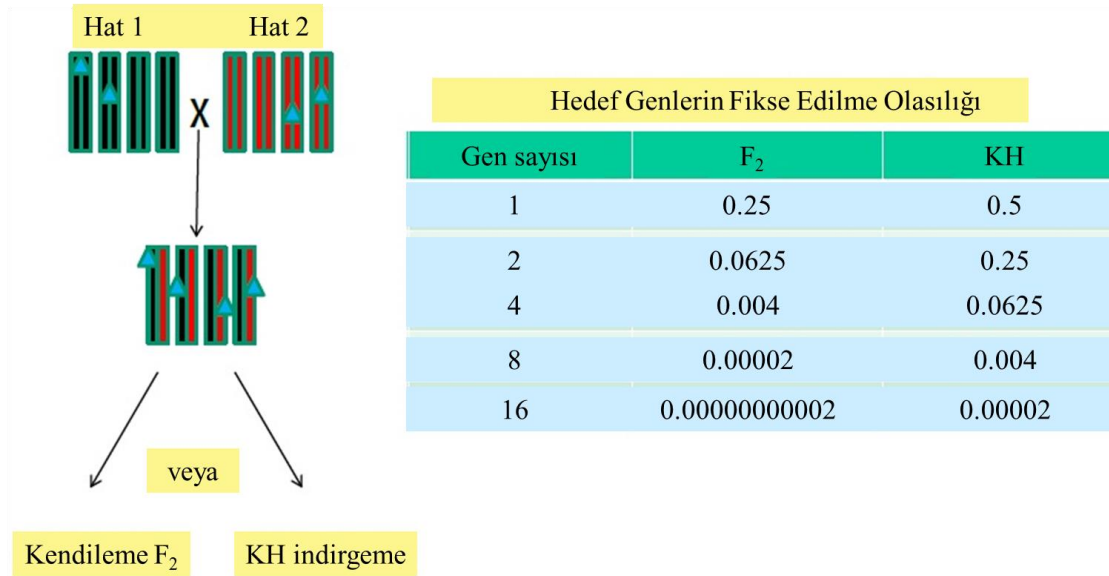 Hat 1 Hat 2
X
veya
Kendileme F₂ KH indirgeme
Hedef Genlerin Fikse Edilme Olasılığı
Gen sayısı F₂ KH
1 0.25 0.5
2 0.0625 0.25
4 0.004 0.0625
8 0.00002 0.004
16 0.00000000002 0.00002